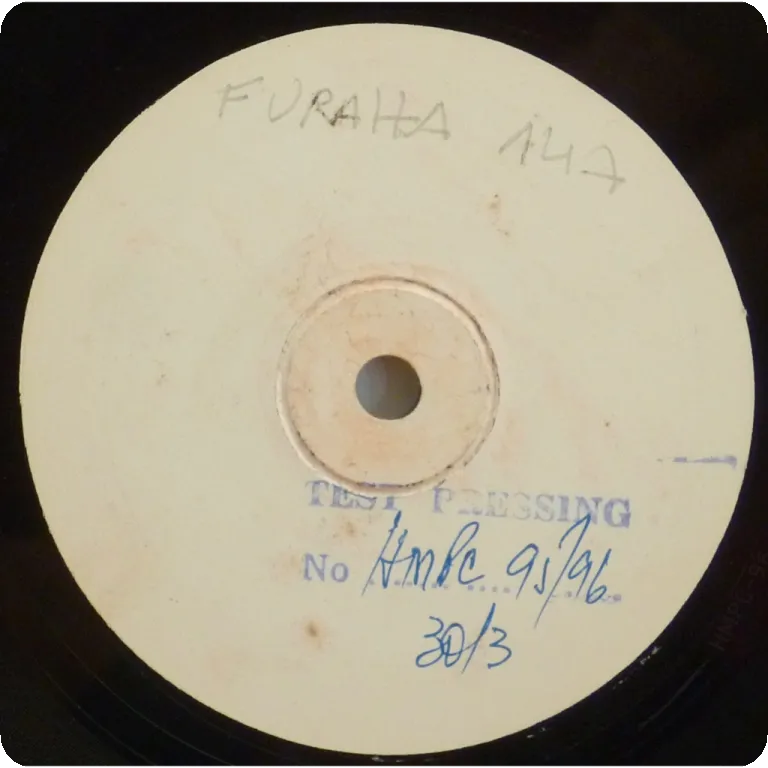 FURAHA 147
TEST PRESSING
No HMPC 95/96
30/3